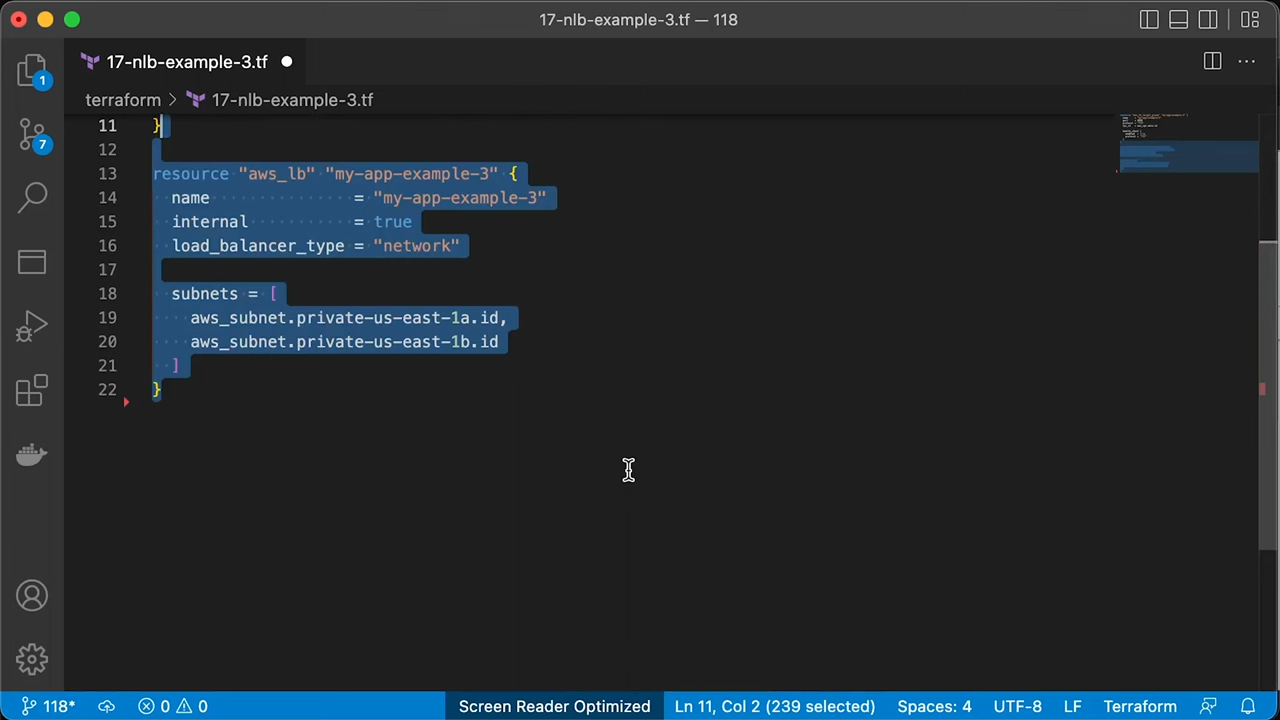 17-nlb-example-3.tf — 118
17-nlb-example-3.tf
terraform > 17-nlb-example-3.tf
1
7
11 }
12
13 resource "aws_lb" "my-app-example-3" {
14   name               = "my-app-example-3"
15   internal           = true
16   load_balancer_type = "network"
17
18   subnets = [
19     aws_subnet.private-us-east-1a.id,
20     aws_subnet.private-us-east-1b.id
21   ]
22 }
118* 0 0 Screen Reader Optimized Ln 11, Col 2 (239 selected) Spaces: 4 UTF-8 LF Terraform